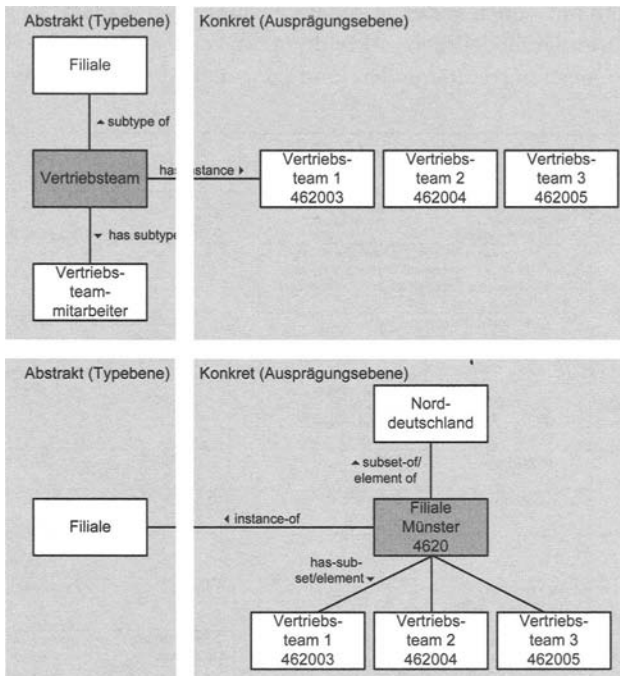 Abstrakt (Typebene)
Konkret (Ausprägungsebene)
Filiale
subtype of
Vertriebsteam
has instance
Vertriebs-
team 1
462003
Vertriebs-
team 2
462004
Vertriebs-
team 3
462005
has subtype
Vertriebs-
team-
mitarbeiter
Abstrakt (Typebene)
Konkret (Ausprägungsebene)
Nord-
deutschland
subset-of/
element of
Filiale
instance-of
Filiale
Münster
4620
has-sub-
set/element
Vertriebs-
team 1
462003
Vertriebs-
team 2
462004
Vertriebs-
team 3
462005